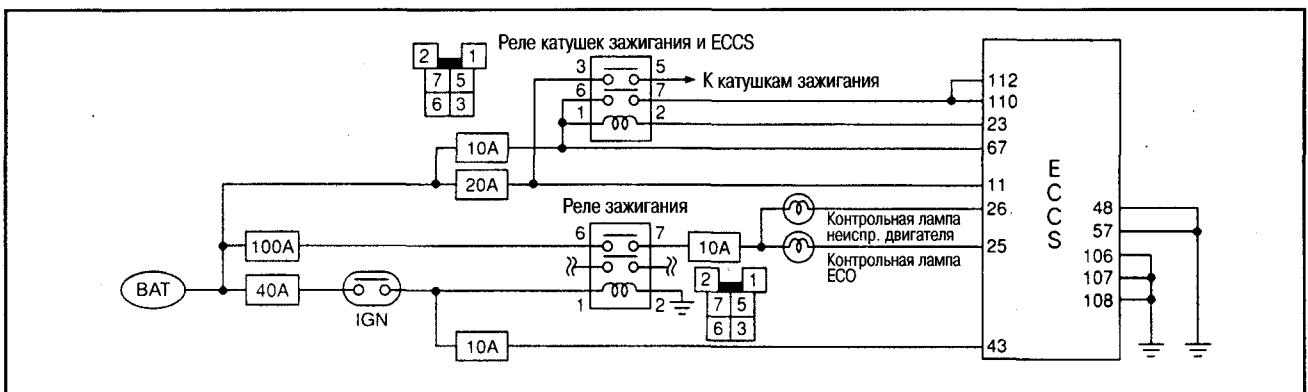 Реле катушек зажигания и ECCS
2 1
7 5
6 3
3 5
К катушкам зажигания
6 7
1 2
112
110
23
10A
67
20A
11
Реле зажигания
26
Контрольная лампа
неиспр. двигателя
100A
6 7
10A
25
Контрольная лампа
ECO
BAT
40A
IGN
1 2
2 1
7 5
6 3
10A
43
ECCS
48
57
106
107
108